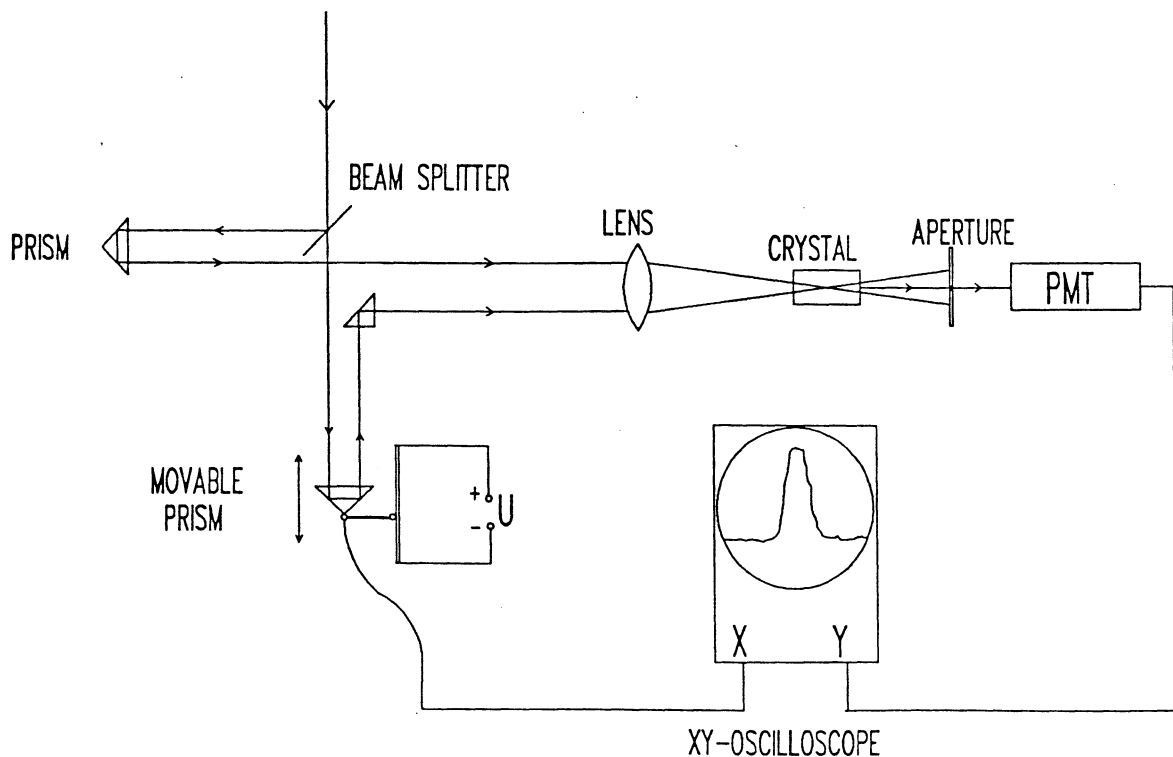 BEAM SPLITTER
PRISM
LENS
CRYSTAL
APERTURE
PMT
MOVABLE
PRISM
+
- U
X Y
XY-OSCILLOSCOPE